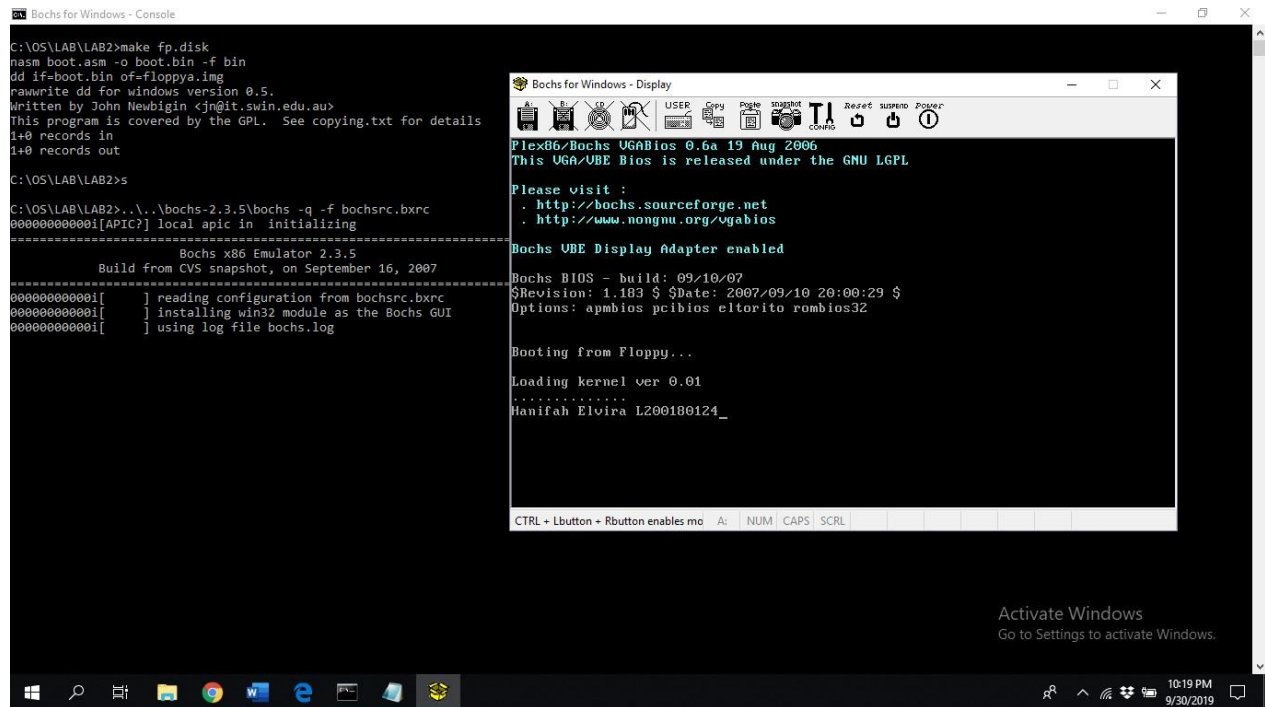 Bochs for Windows - Console
C:\OS\LAB\LAB2>make fp.disk
nasm boot.asm -o boot.bin -f bin
dd if=boot.bin of=floppya.img
rawwrite dd for windows version 0.5.
Written by John Newbigin <jn@it.swin.edu.au>
This program is covered by the GPL.  See copying.txt for details
1+0 records in
1+0 records out
C:\OS\LAB\LAB2>s
C:\OS\LAB\LAB2>..\..\bochs-2.3.5\bochs -q -f bochsrc.bxrc
00000000000i[APIC?] local apic in  initializing
========================================================================
Bochs x86 Emulator 2.3.5
Build from CVS snapshot, on September 16, 2007
========================================================================
00000000000i[     ] reading configuration from bochsrc.bxrc
00000000000i[     ] installing win32 module as the Bochs GUI
00000000000i[     ] using log file bochs.log
Bochs for Windows - Display
A: B: CD USER Copy Paste snapshot CONFIG Reset SUSPEND Power
Plex86/Bochs VGABios 0.6a 19 Aug 2006
This VGA/VBE Bios is released under the GNU LGPL
Please visit :
. http://bochs.sourceforge.net
. http://www.nongnu.org/vgabios
Bochs VBE Display Adapter enabled
Bochs BIOS - build: 09/10/07
$Revision: 1.183 $ $Date: 2007/09/10 20:00:29 $
Options: apmbios pcibios eltorito rombios32
Booting from Floppy...
Loading kernel ver 0.01
..............
Hanifah Elvira L200180124_
CTRL + Lbutton + Rbutton enables mo A: NUM CAPS SCRL
Activate Windows
Go to Settings to activate Windows.
10:19 PM
9/30/2019